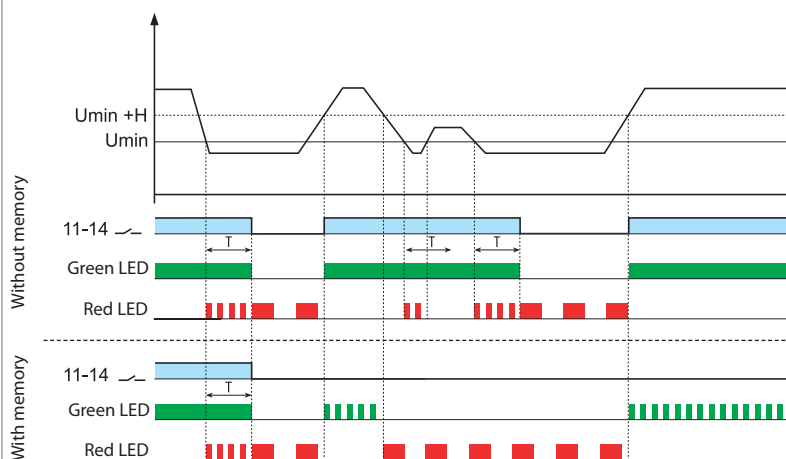 Umin +H
Umin
Without memory
11-14
T
T
T
Green LED
Red LED
With memory
11-14
T
Green LED
Red LED